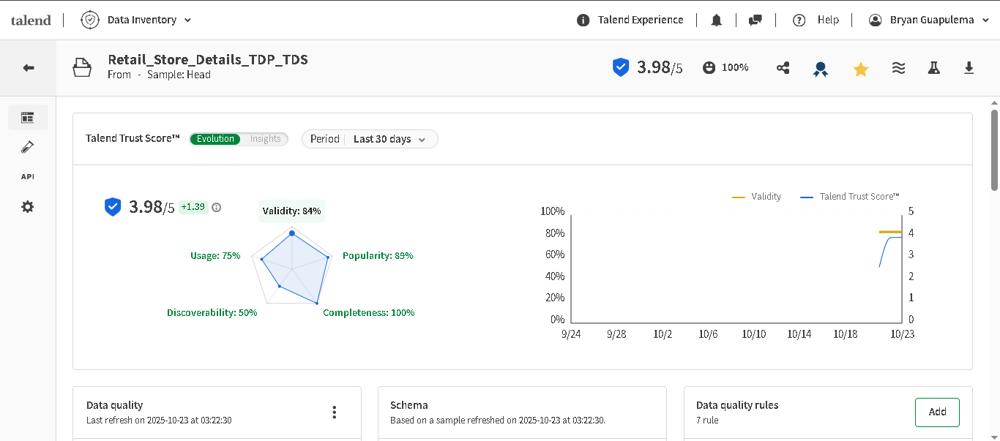 talend
Data Inventory
Talend Experience
Help
Bryan Guapulema
Retail_Store_Details_TDP_TDS
From - Sample: Head
3.98/5
100%
API
Talend Trust Score™
Evolution
Insights
Period
Last 30 days
3.98/5
+1.39
Validity: 84%
Usage: 75%
Popularity: 89%
Discoverability: 50%
Completeness: 100%
Validity
Talend Trust Score™
100%
80%
60%
40%
20%
0%
5
4
3
2
1
0
9/24
9/28
10/2
10/6
10/10
10/14
10/18
10/23
Data quality
Last refresh on 2025-10-23 at 03:22:30
Schema
Based on a sample refreshed on 2025-10-23 at 03:22:30.
Data quality rules
7 rule
Add